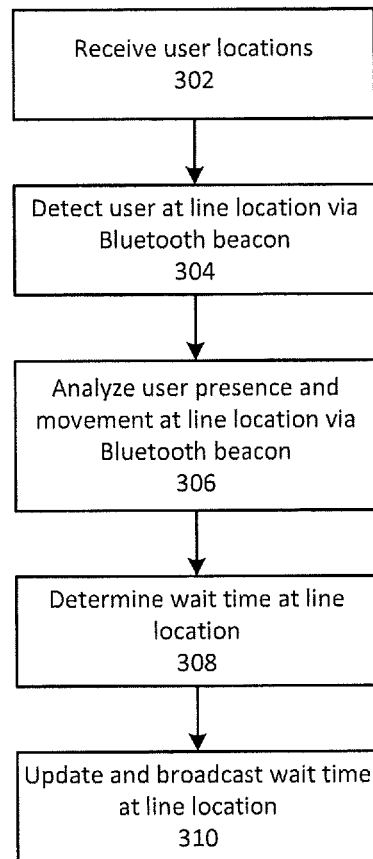 Receive user locations
302
Detect user at line location via
Bluetooth beacon
304
Analyze user presence and
movement at line location via
Bluetooth beacon
306
Determine wait time at line
location
308
Update and broadcast wait time
at line location
310